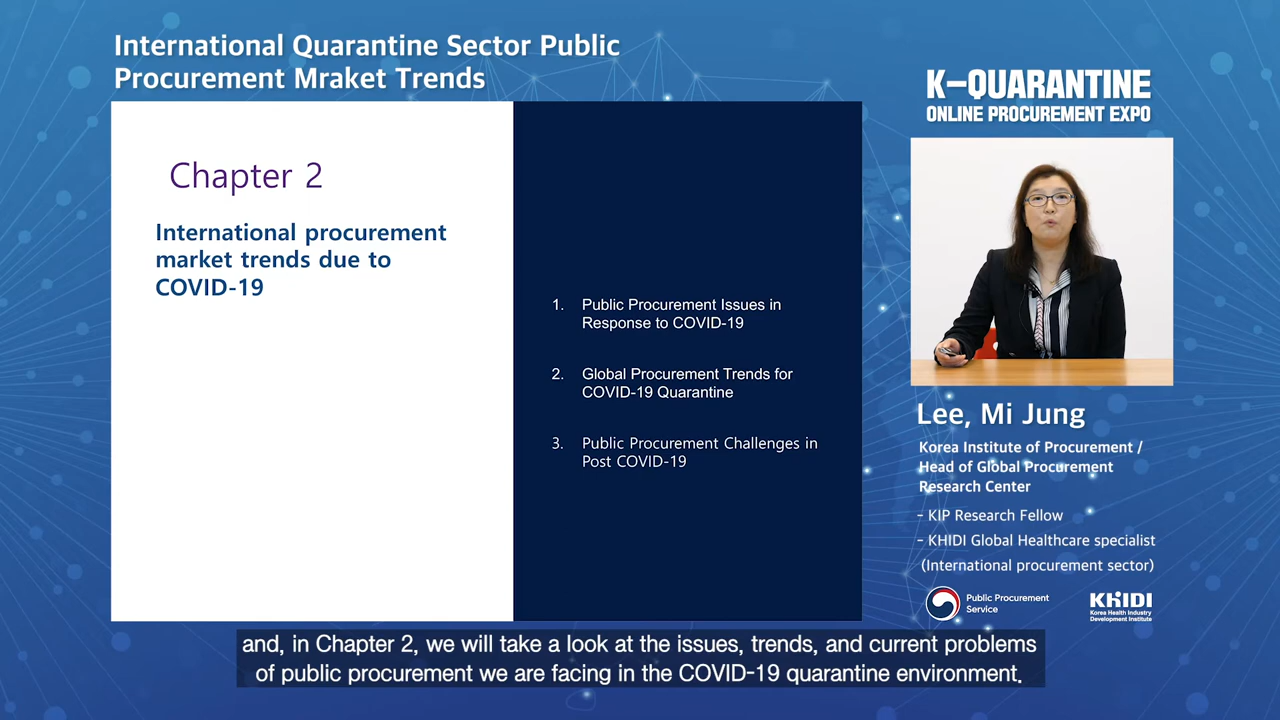 International Quarantine Sector Public
Procurement Mraket Trends
Chapter 2
International procurement
market trends due to
COVID-19
1. Public Procurement Issues in
Response to COVID-19
2. Global Procurement Trends for
COVID-19 Quarantine
3. Public Procurement Challenges in
Post COVID-19
K-QUARANTINE
ONLINE PROCUREMENT EXPO
Lee, Mi Jung
Korea Institute of Procurement /
Head of Global Procurement
Research Center
- KIP Research Fellow
- KHIDI Global Healthcare specialist
(International procurement sector)
Public Procurement
Service
KHIDI
Korea Health Industry
Development Institute
and, in Chapter 2, we will take a look at the issues, trends, and current problems
of public procurement we are facing in the COVID-19 quarantine environment.